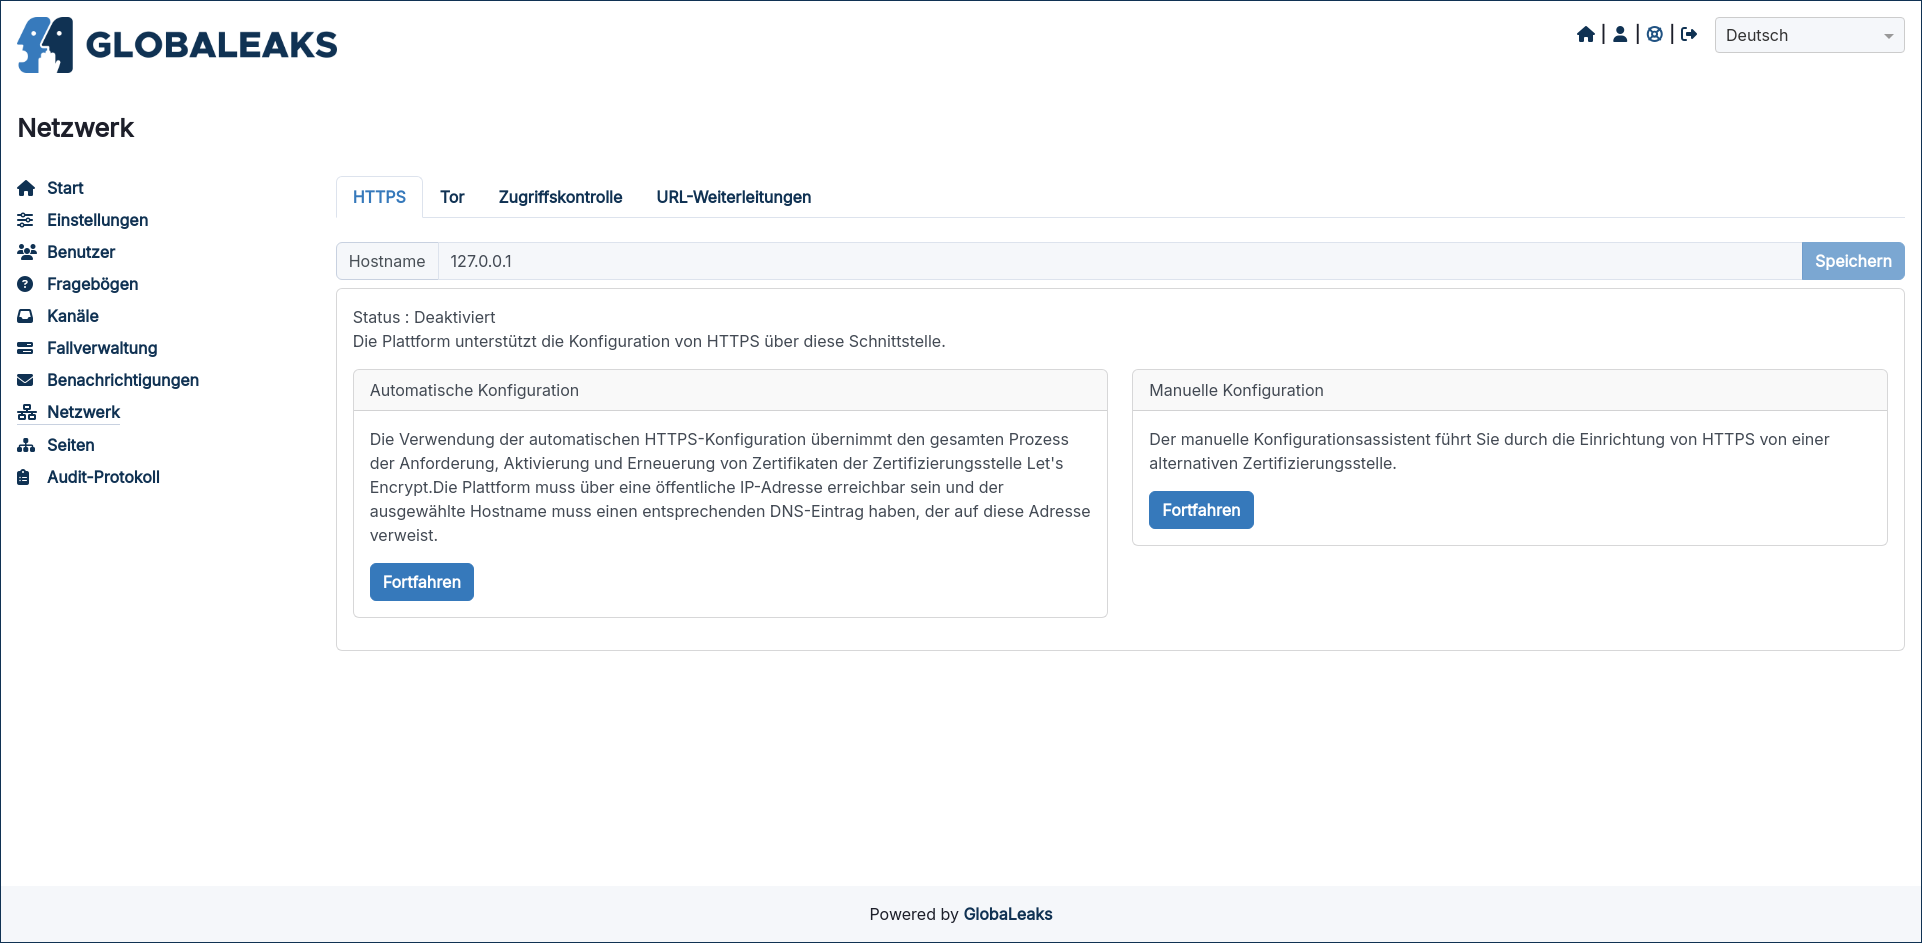 GLOBALEAKS
Deutsch
Netzwerk
Start
Einstellungen
Benutzer
Fragebögen
Kanäle
Fallverwaltung
Benachrichtigungen
Netzwerk
Seiten
Audit-Protokoll
HTTPS Tor Zugriffskontrolle URL-Weiterleitungen
Hostname 127.0.0.1 Speichern
Status : Deaktiviert
Die Plattform unterstützt die Konfiguration von HTTPS über diese Schnittstelle.
Automatische Konfiguration
Die Verwendung der automatischen HTTPS-Konfiguration übernimmt den gesamten Prozess
der Anforderung, Aktivierung und Erneuerung von Zertifikaten der Zertifizierungsstelle Let's
Encrypt.Die Plattform muss über eine öffentliche IP-Adresse erreichbar sein und der
ausgewählte Hostname muss einen entsprechenden DNS-Eintrag haben, der auf diese Adresse
verweist.
Fortfahren
Manuelle Konfiguration
Der manuelle Konfigurationsassistent führt Sie durch die Einrichtung von HTTPS von einer
alternativen Zertifizierungsstelle.
Fortfahren
Powered by GlobaLeaks